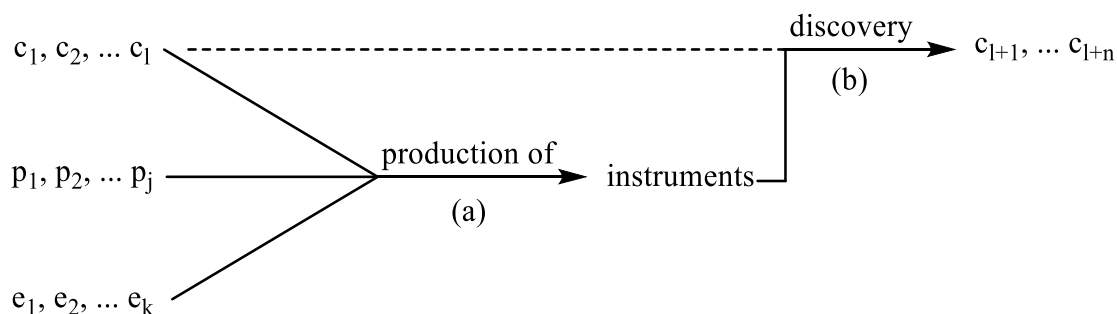 discovery
c₁, c₂, ... cₗ
cₗ₊₁, ... cₗ₊ₙ
(b)
production of
p₁, p₂, ... pⱼ
instruments
(a)
e₁, e₂, ... eₖ